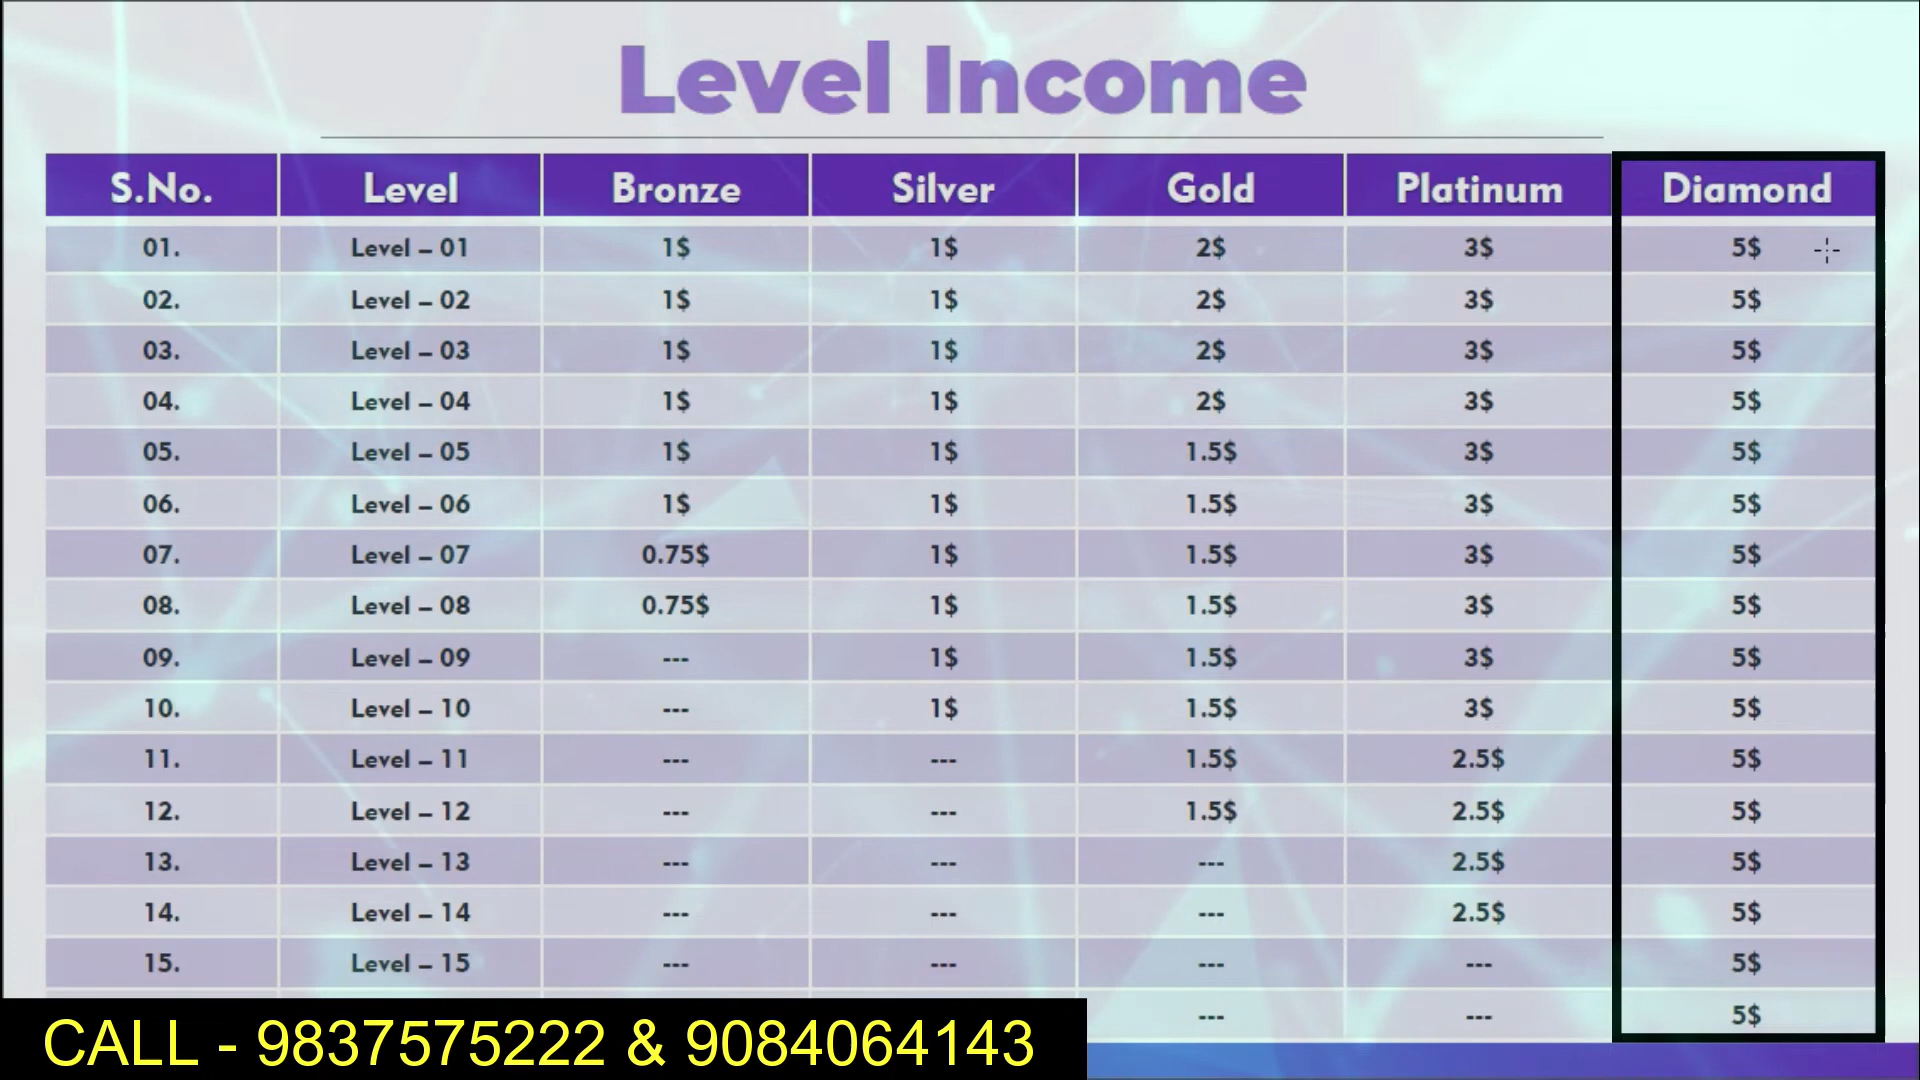 Level Income
S.No. Level Bronze Silver Gold Platinum Diamond
01. Level – 01 1$ 1$ 2$ 3$ 5$
02. Level – 02 1$ 1$ 2$ 3$ 5$
03. Level – 03 1$ 1$ 2$ 3$ 5$
04. Level – 04 1$ 1$ 2$ 3$ 5$
05. Level – 05 1$ 1$ 1.5$ 3$ 5$
06. Level – 06 1$ 1$ 1.5$ 3$ 5$
07. Level – 07 0.75$ 1$ 1.5$ 3$ 5$
08. Level – 08 0.75$ 1$ 1.5$ 3$ 5$
09. Level – 09 --- 1$ 1.5$ 3$ 5$
10. Level – 10 --- 1$ 1.5$ 3$ 5$
11. Level – 11 --- --- 1.5$ 2.5$ 5$
12. Level – 12 --- --- 1.5$ 2.5$ 5$
13. Level – 13 --- --- --- 2.5$ 5$
14. Level – 14 --- --- --- 2.5$ 5$
15. Level – 15 --- --- --- --- 5$
--- --- 5$
CALL - 9837575222 & 9084064143